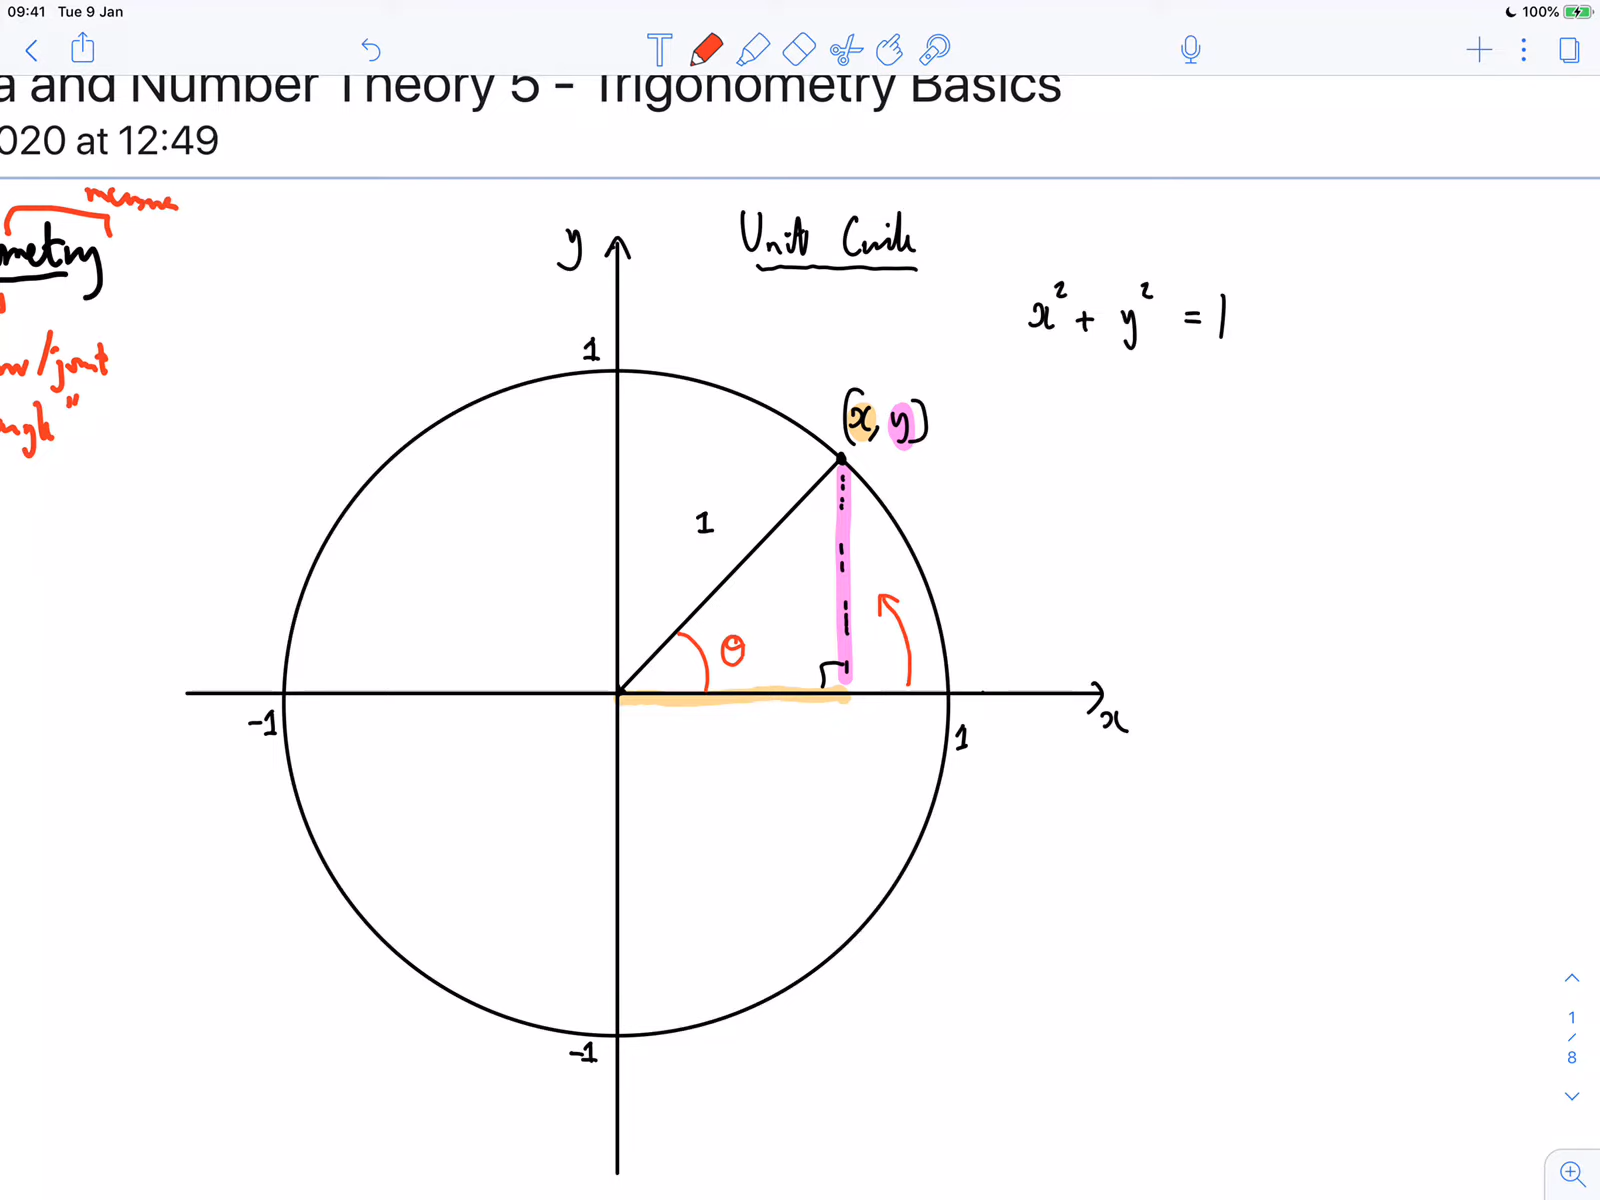 09:41 Tue 9 Jan
100%
a and Number Theory 5 - Trigonometry Basics
020 at 12:49
metry
Unit Circle
y
x² + y² = 1
1
(x, y)
1
θ
-1
1
x
-1
1
/
8